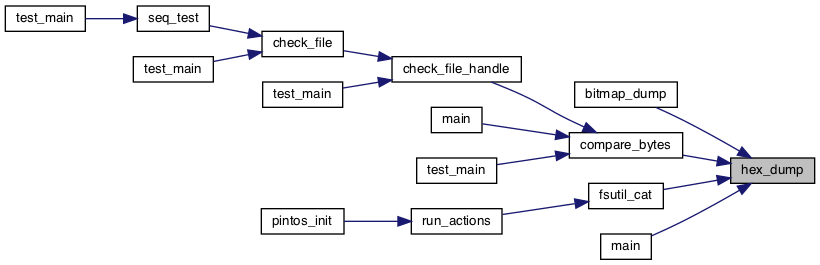 test_main
seq_test
check_file
test_main
check_file_handle
test_main
bitmap_dump
main
compare_bytes
test_main
hex_dump
fsutil_cat
pintos_init
run_actions
main